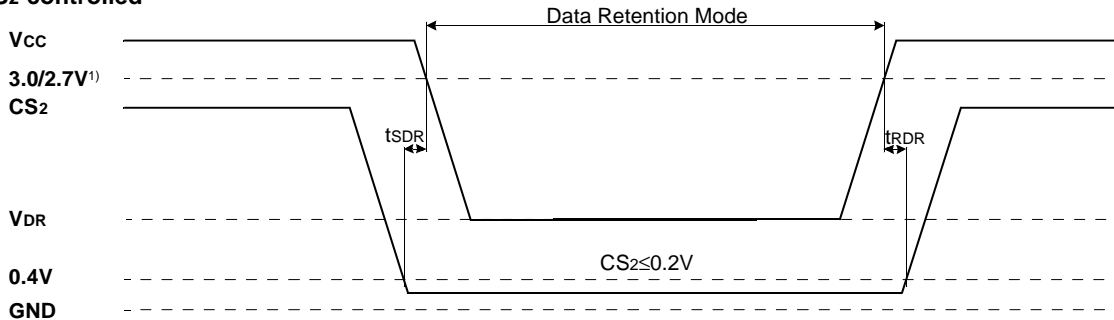 CS2 controlled
Data Retention Mode
VCC
3.0/2.7V1)
CS2
tSDR
tRDR
VDR
CS2≤0.2V
0.4V
GND